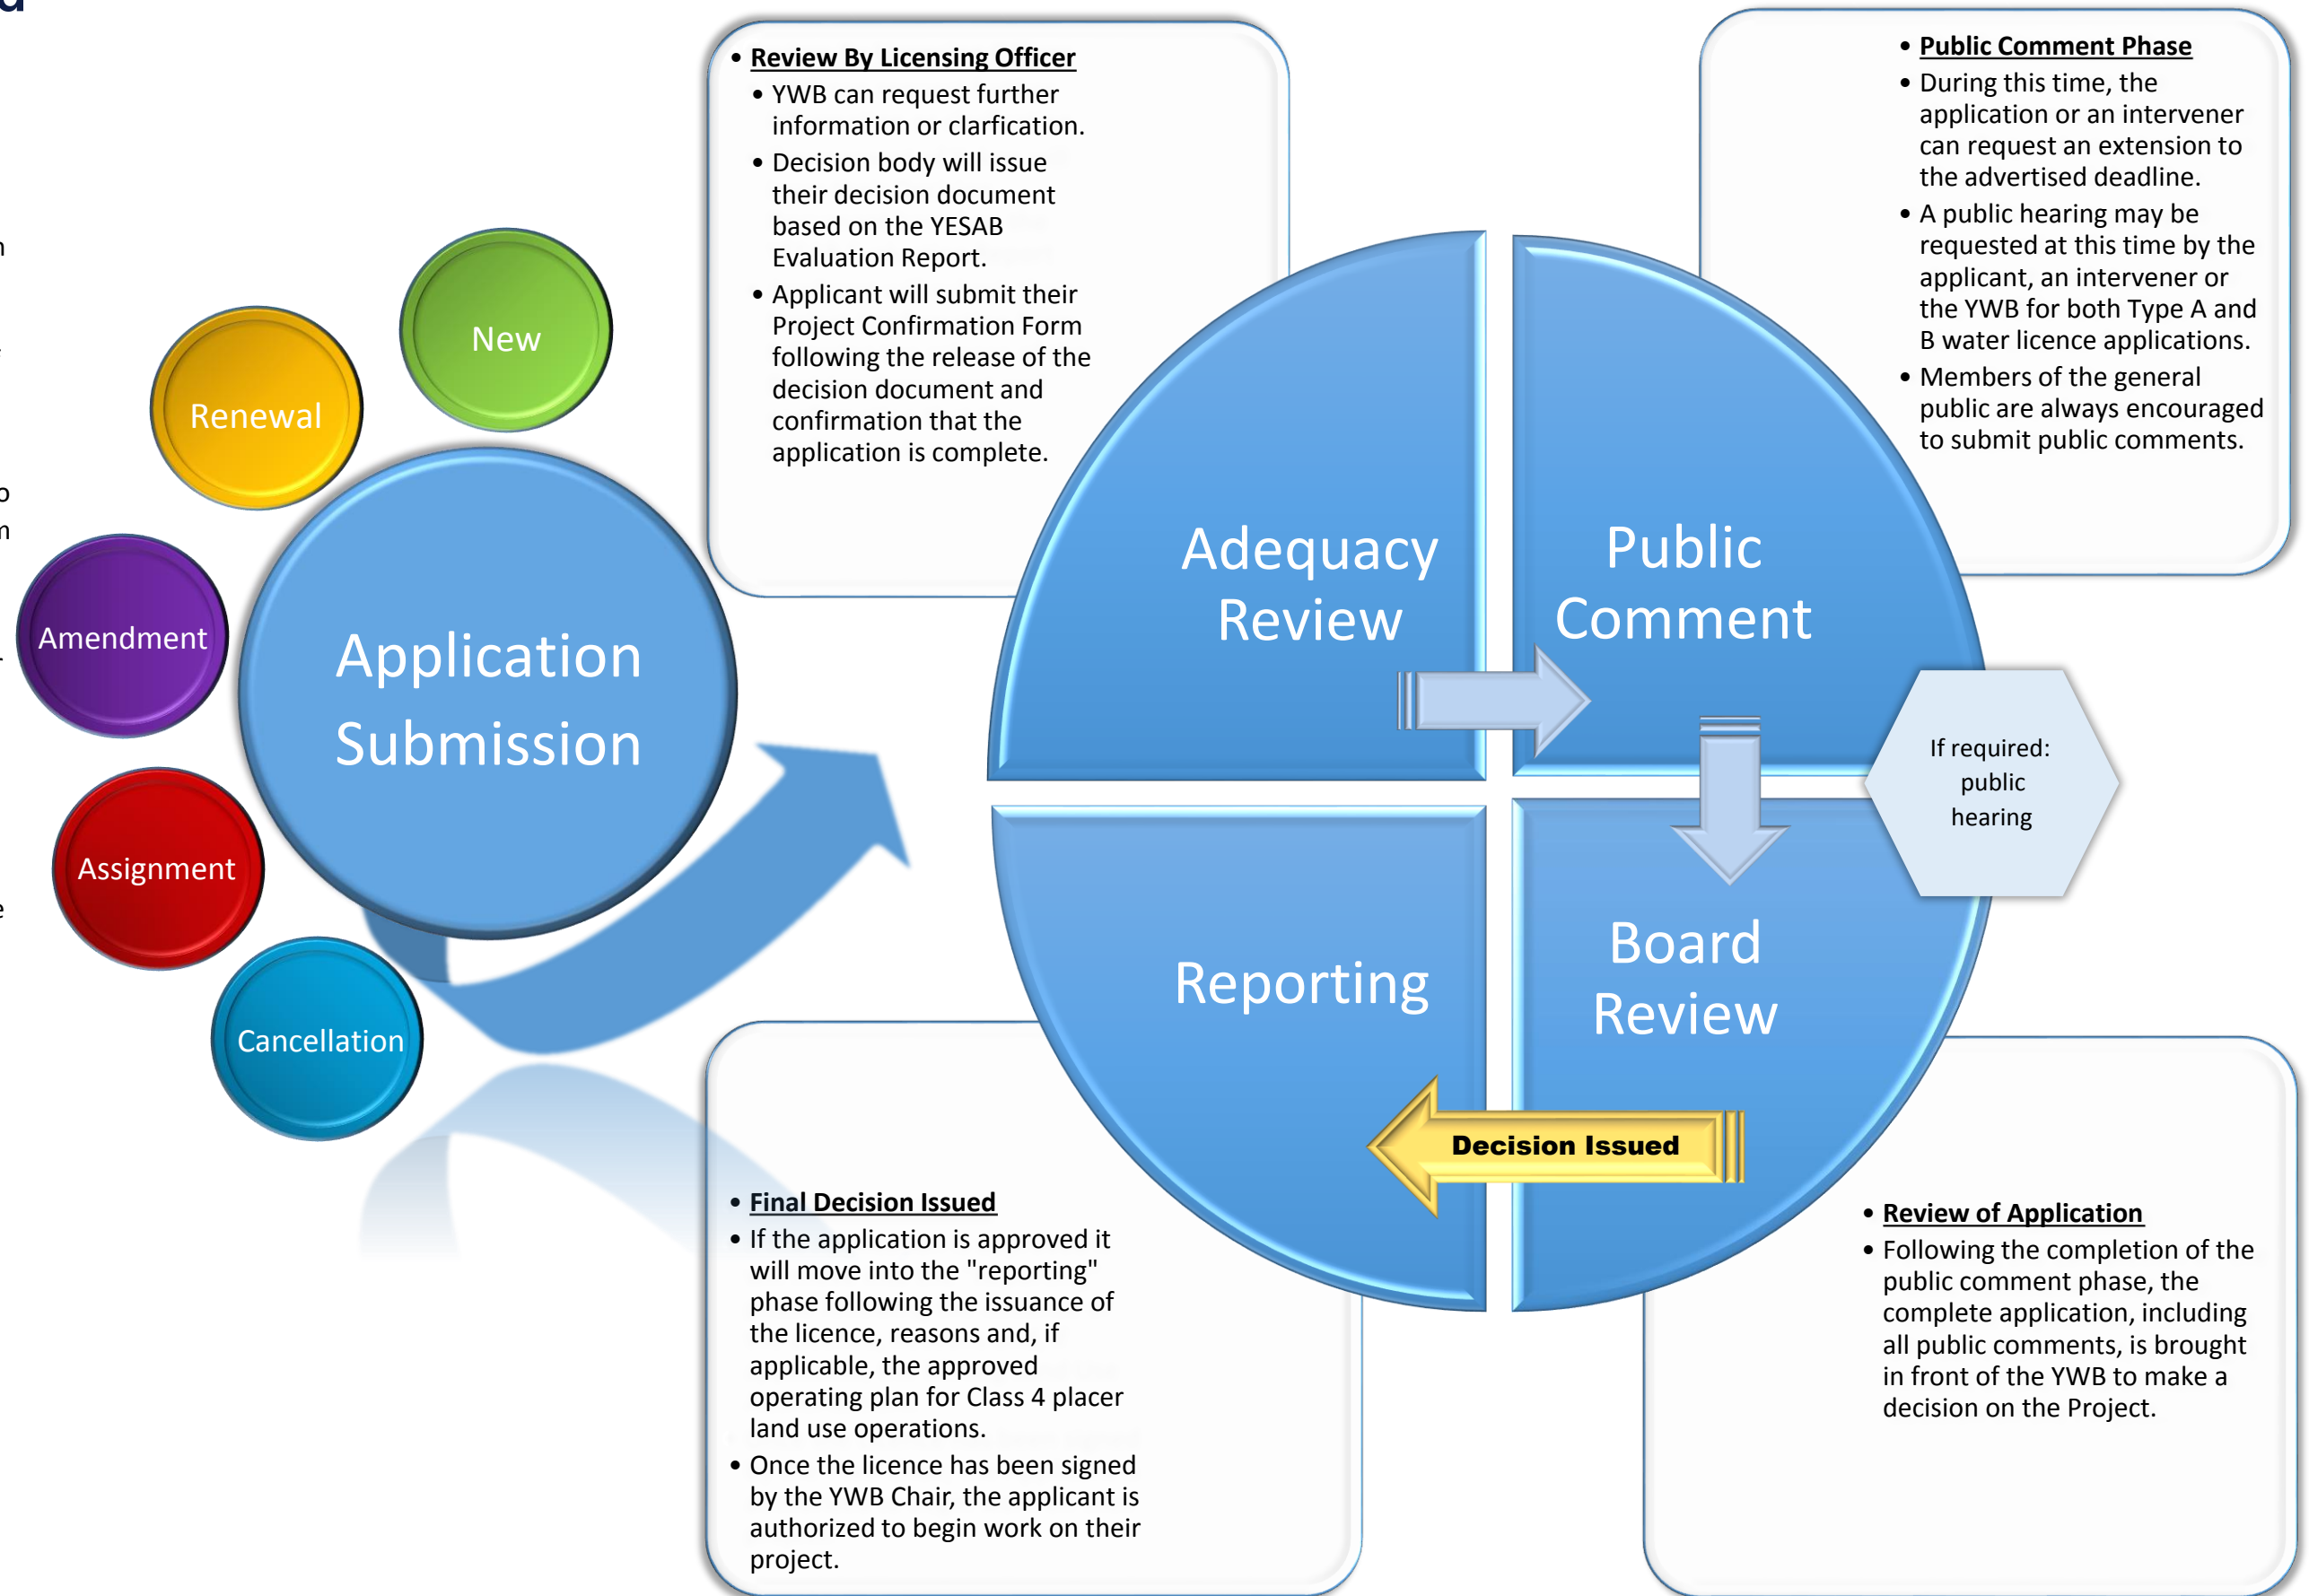 • Review By Licensing Officer
• YWB can request further
information or clarfication.
• Decision body will issue
their decision document
based on the YESAB
Evaluation Report.
• Applicant will submit their
Project Confirmation Form
following the release of the
decision document and
confirmation that the
application is complete.
• Public Comment Phase
• During this time, the
application or an intervener
can request an extension to
the advertised deadline.
• A public hearing may be
requested at this time by the
applicant, an intervener or
the YWB for both Type A and
B water licence applications.
• Members of the general
public are always encouraged
to submit public comments.
New
Renewal
Amendment
Assignment
Cancellation
Application
Submission
Adequacy
Review
Public
Comment
If required:
public
hearing
Reporting
Board
Review
Decision Issued
• Final Decision Issued
• If the application is approved it
will move into the "reporting"
phase following the issuance of
the licence, reasons and, if
applicable, the approved
operating plan for Class 4 placer
land use operations.
• Once the licence has been signed
by the YWB Chair, the applicant is
authorized to begin work on their
project.
• Review of Application
• Following the completion of the
public comment phase, the
complete application, including
all public comments, is brought
in front of the YWB to make a
decision on the Project.